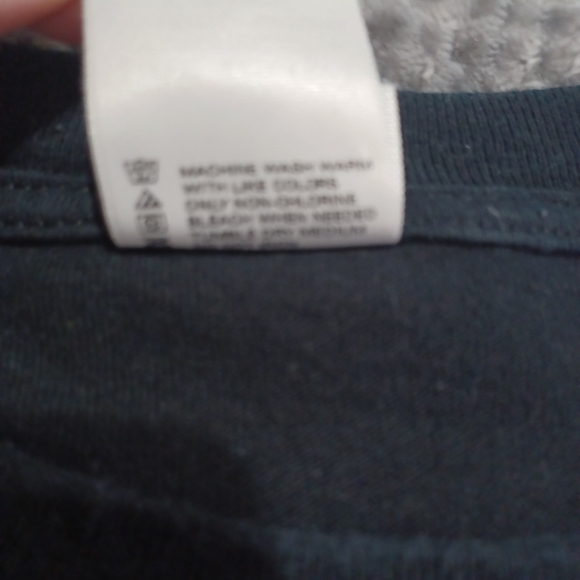 MACHINE WASH WARM
WITH LIKE COLORS
ONLY NON-CHLORINE
BLEACH WHEN NEEDED
TUMBLE DRY MEDIUM